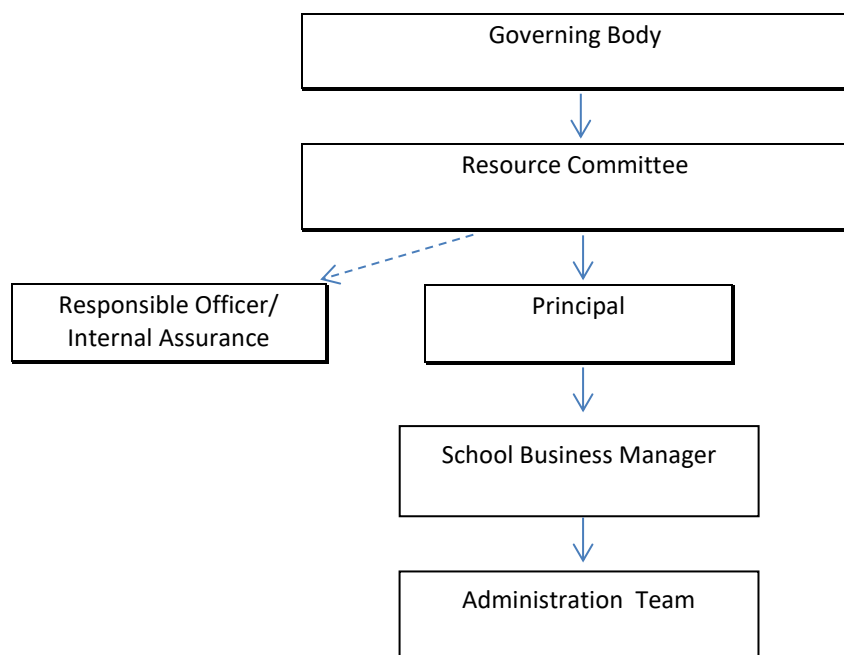 Governing Body
Resource Committee
Responsible Officer/
Internal Assurance
Principal
School Business Manager
Administration  Team